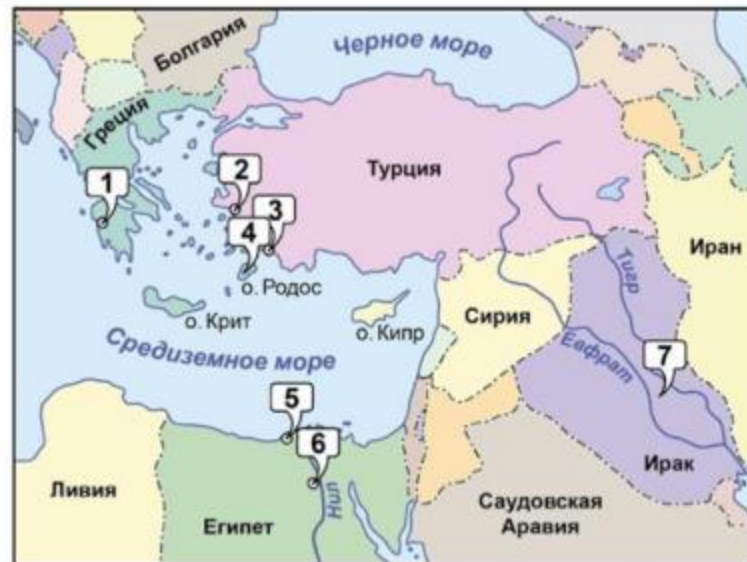 Болгария
Черное море
Греция
1
2
3
4
Турция
Тигр
Иран
о. Родос
о. Крит
о. Кипр
Сирия
Средиземное море
Евфрат
7
5
6
Ирак
Ливия
Египет
Нил
Саудовская
Аравия